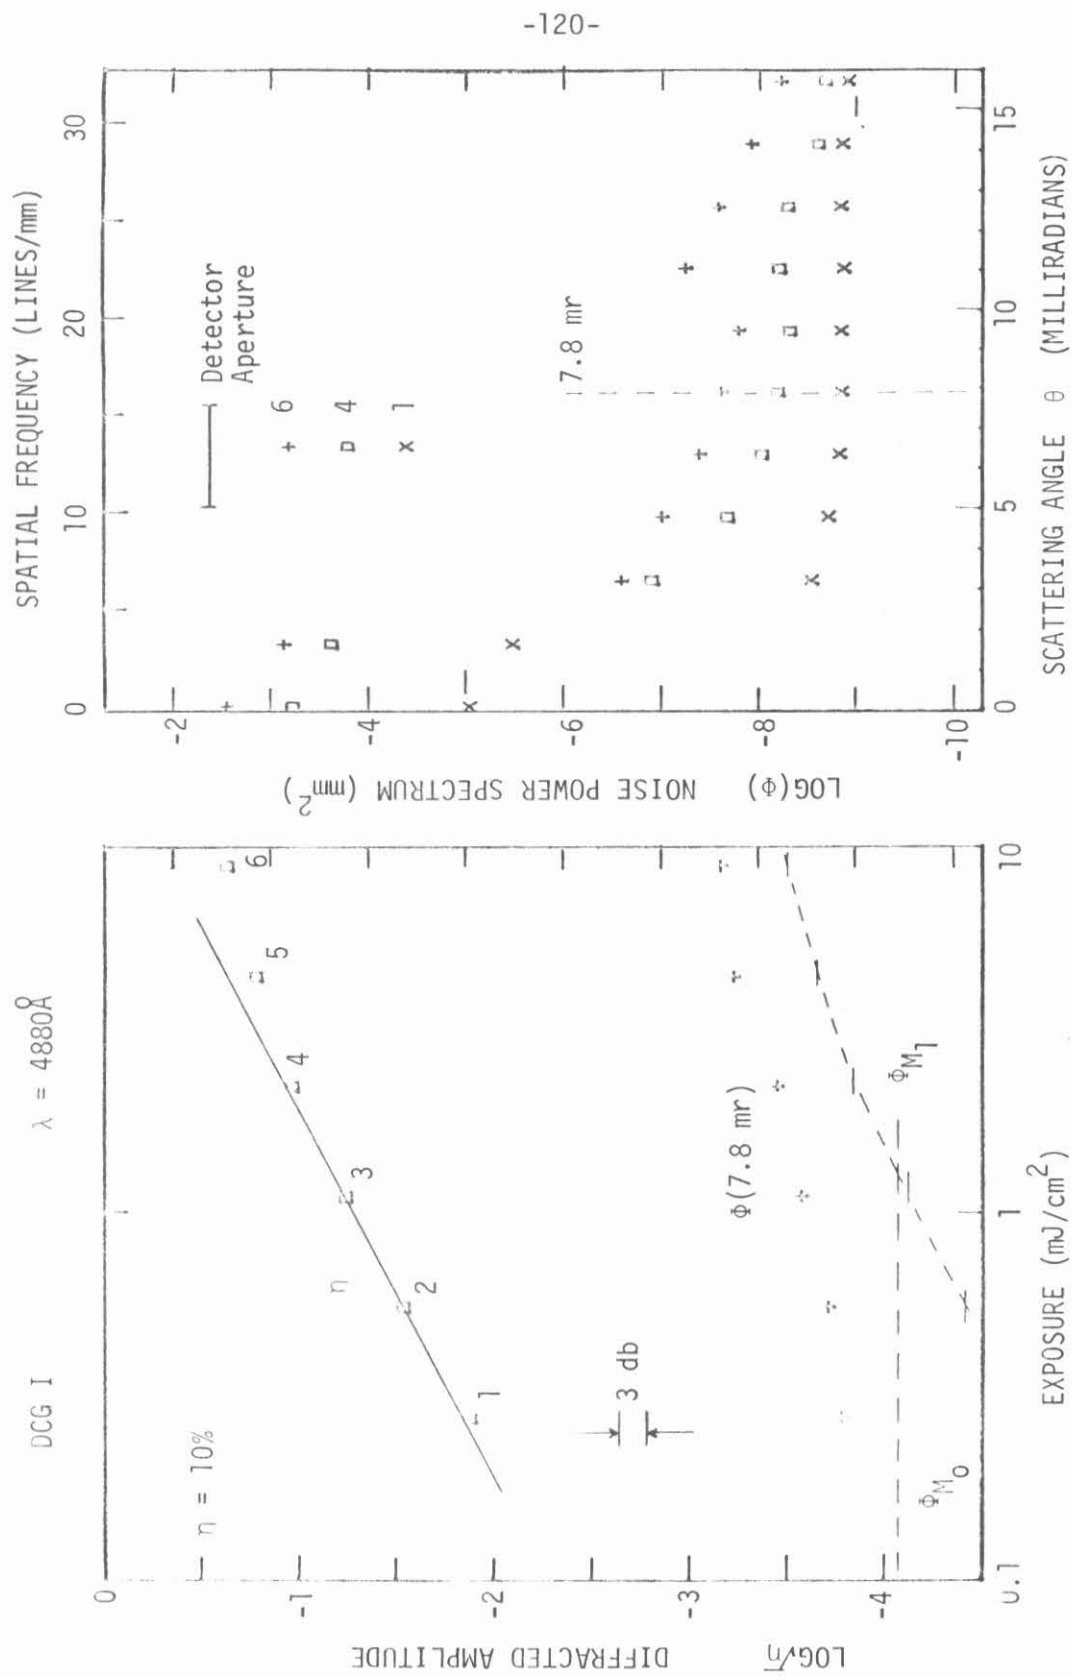 -120-
DCG I
λ = 4880Å
η = 10%
0
-1
-2
-3
-4
LOG√η DIFFRACTED AMPLITUDE
1
2
3
4
5
6
η
3 db
Φ(7.8 mr)
ΦM0
ΦM1
0.1
1
10
EXPOSURE (mJ/cm2)
SPATIAL FREQUENCY (LINES/mm)
0
10
20
30
-2
-4
-6
-8
-10
LOG(Φ) NOISE POWER SPECTRUM (mm2)
Detector
Aperture
+ 6
□ 4
x 1
7.8 mr
0
5
10
15
SCATTERING ANGLE θ (MILLIRADIANS)